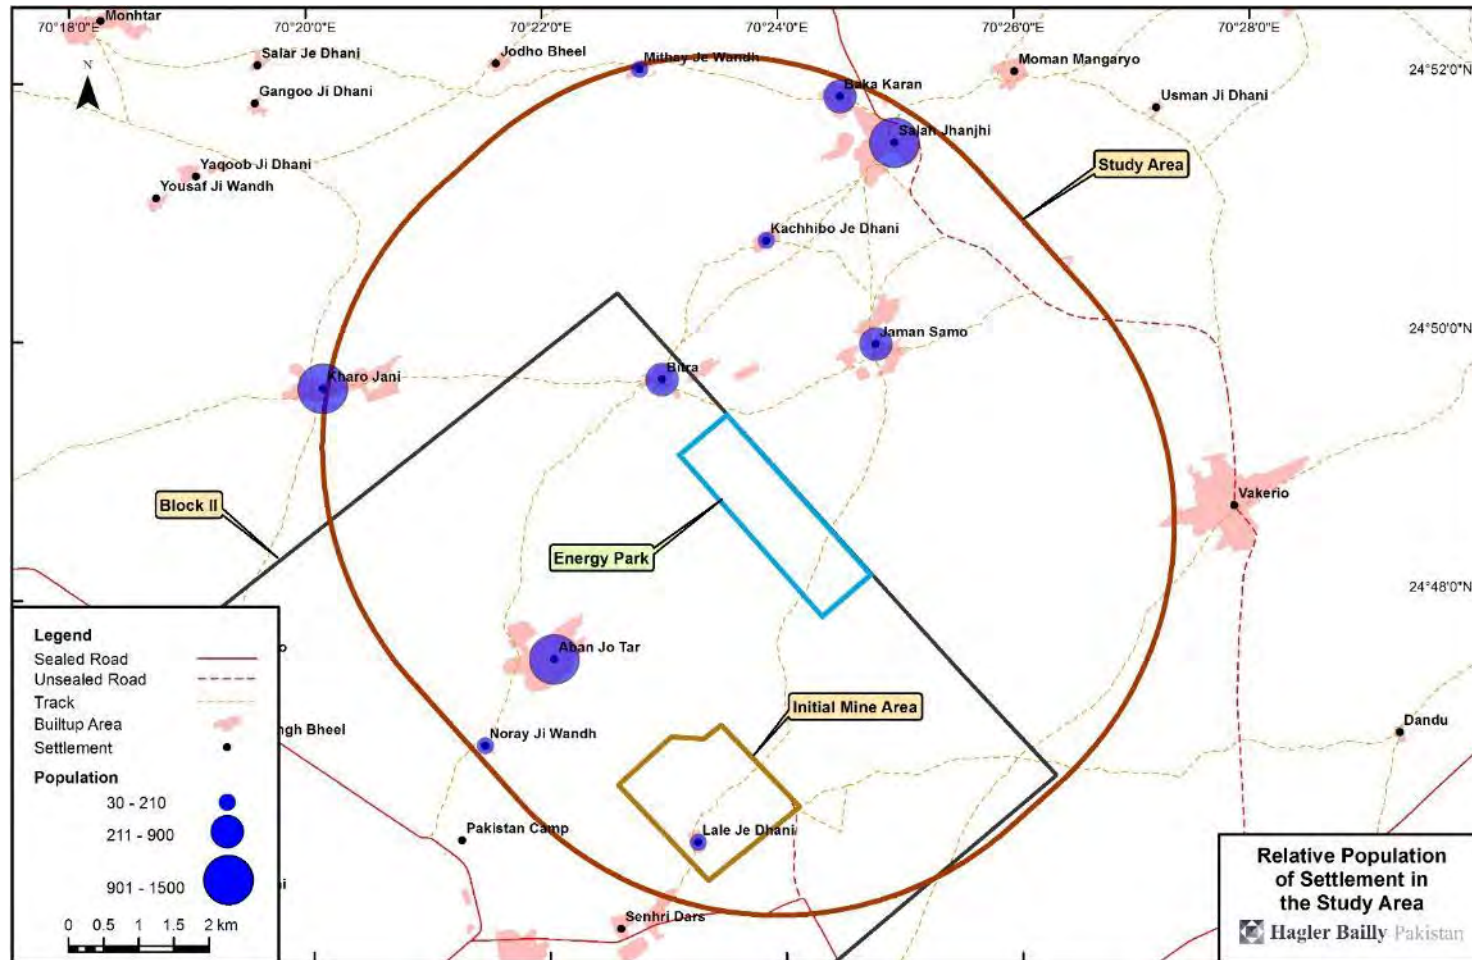 70°18'0"E
70°20'0"E
70°22'0"E
70°24'0"E
70°26'0"E
70°28'0"E
Monhtar
Salar Je Dhani
Jodho Bheel
Mithay Je Wandh
Moman Mangaryo
24°52'0"N
N
Gangoo Ji Dhani
Baka Karan
Usman Ji Dhani
Salah Jhanjhi
Yaqoob Ji Dhani
Study Area
Yousaf Ji Wandh
Kachhibo Je Dhani
Jaman Samo
24°50'0"N
Kharo Jani
Bitra
Block II
Vakerio
Energy Park
24°48'0"N
Aban Jo Tar
Initial Mine Area
Dandu
Noray Ji Wandh
ngh Bheel
Pakistan Camp
Lale Je Dhani
Senhri Dars
Legend
Sealed Road
Unsealed Road
Track
Builtup Area
Settlement
Population
30 - 210
211 - 900
901 - 1500
0 0.5 1 1.5 2 km
Relative Population
of Settlement in
the Study Area
Hagler Bailly Pakistan